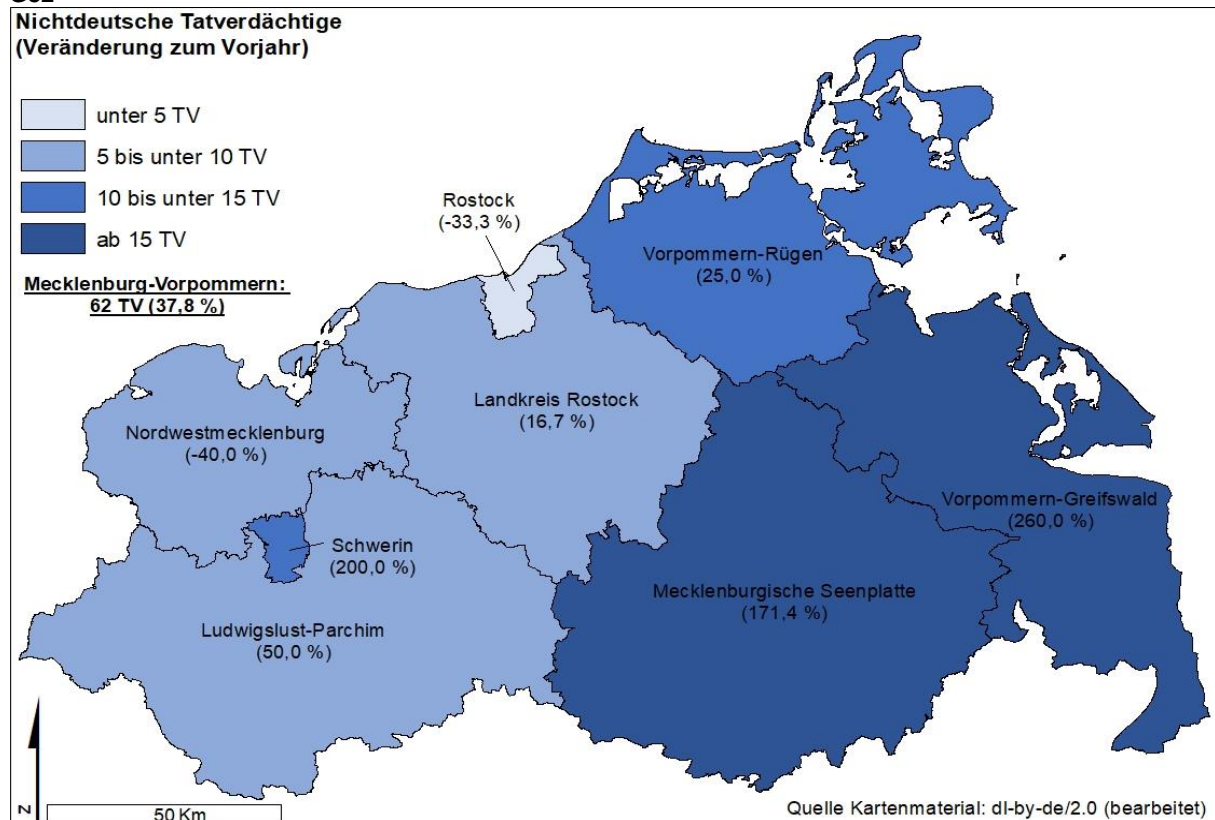 Nichtdeutsche Tatverdächtige
(Veränderung zum Vorjahr)
unter 5 TV
5 bis unter 10 TV
10 bis unter 15 TV
ab 15 TV
Mecklenburg-Vorpommern:
62 TV (37,8 %)
Rostock
(-33,3 %)
Vorpommern-Rügen
(25,0 %)
Landkreis Rostock
(16,7 %)
Nordwestmecklenburg
(-40,0 %)
Vorpommern-Greifswald
(260,0 %)
Schwerin
(200,0 %)
Mecklenburgische Seenplatte
(171,4 %)
Ludwigslust-Parchim
(50,0 %)
N
50 Km
Quelle Kartenmaterial: dl-by-de/2.0 (bearbeitet)